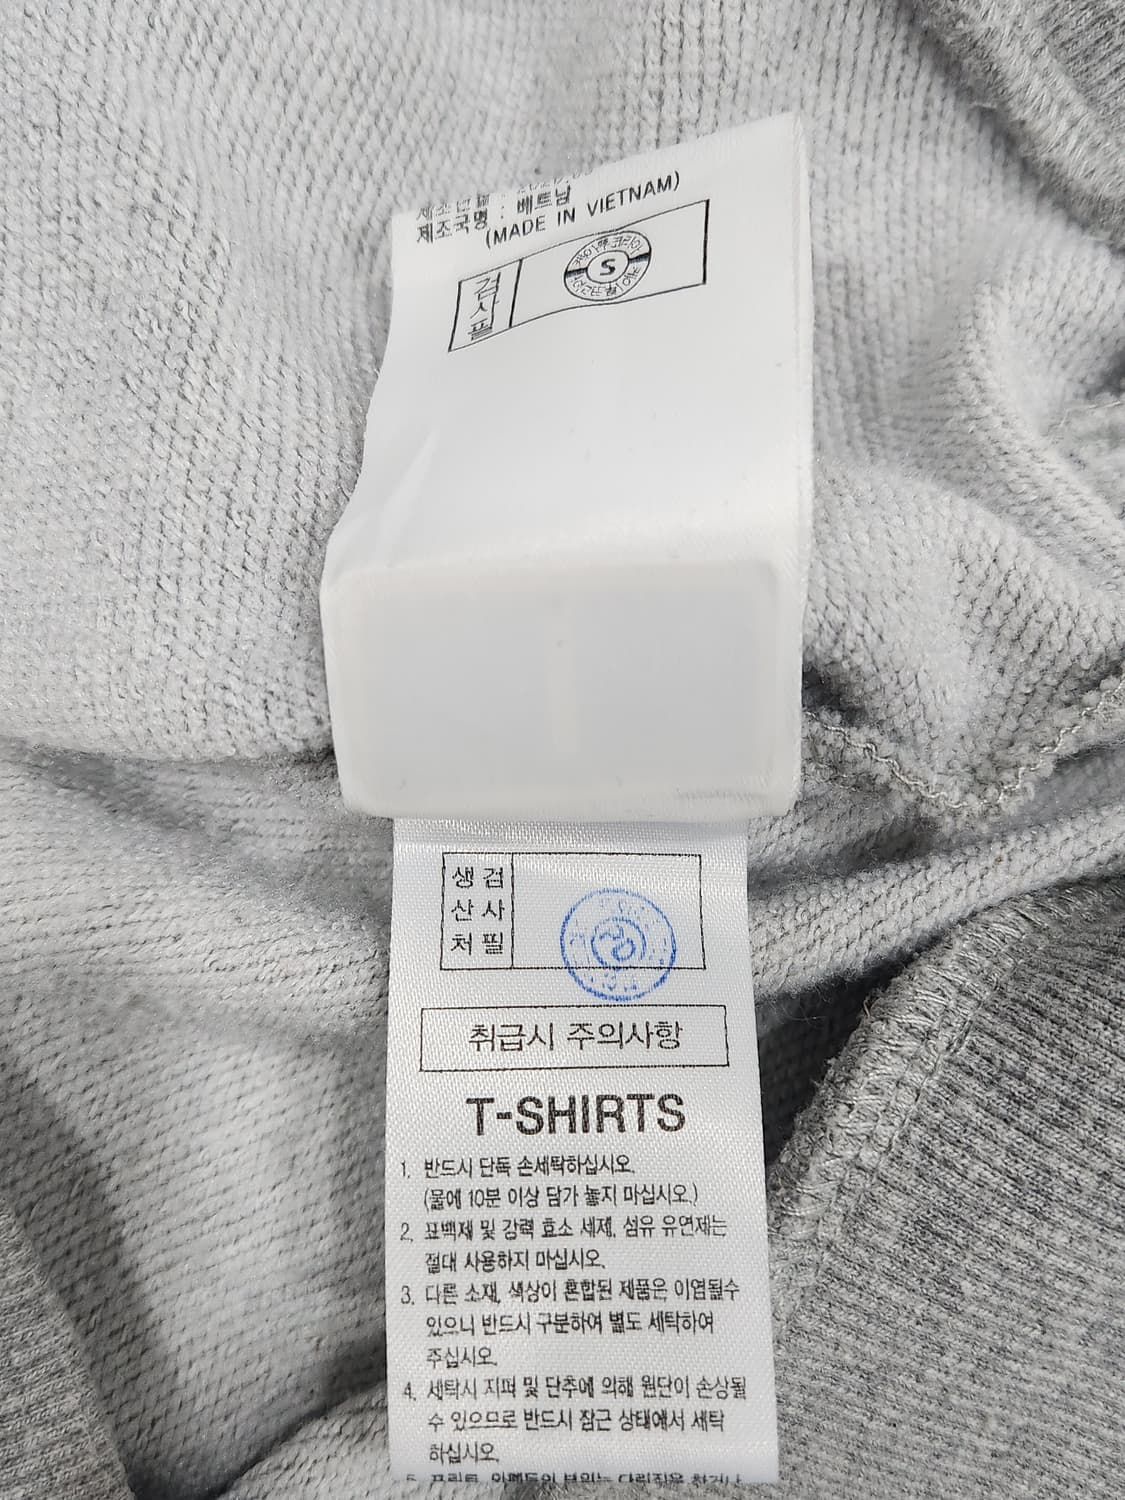 제조년월 : 2020.03
제조국명 : 베트남
(MADE IN VIETNAM)
검사필
S
생산처
검사필
취급시 주의사항
T-SHIRTS
1. 반드시 단독 손세탁하십시오.
(물에 10분 이상 담가 놓지 마십시오.)
2. 표백제 및 강력 효소 세제, 섬유 유연제는
절대 사용하지 마십시오.
3. 다른 소재, 색상이 혼합된 제품은 이염될수
있으니 반드시 구분하여 별도 세탁하여
주십시오.
4. 세탁시 지퍼 및 단추에 의해 원단이 손상될
수 있으므로 반드시 잠근 상태에서 세탁
하십시오.